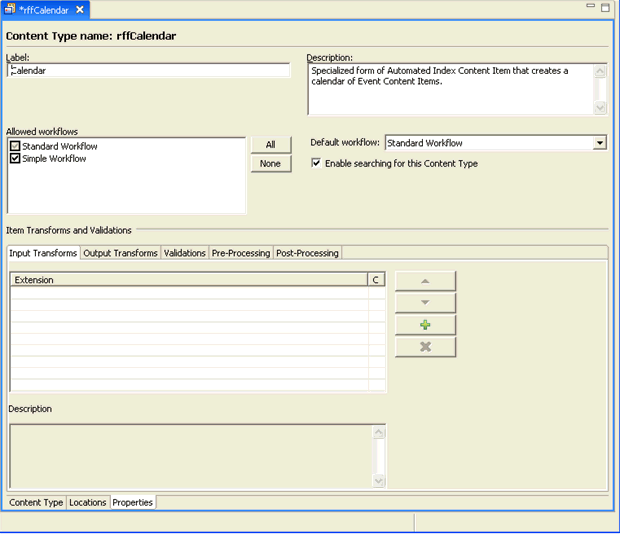 *rffCalendar
Content Type name: rffCalendar
Label:
Calendar
Description:
Specialized form of Automated Index Content Item that creates a
calendar of Event Content Items.
Allowed workflows
Standard Workflow
Simple Workflow
All
None
Default workflow: Standard Workflow
Enable searching for this Content Type
Item Transforms and Validations
Input Transforms Output Transforms Validations Pre-Processing Post-Processing
Extension C
Description
Content Type Locations Properties